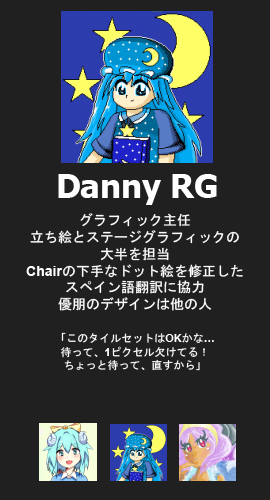 Danny RG
グラフィック主任
立ち絵とステージグラフィックの
大半を担当
Chairの下手なドット絵を修正した
スペイン語翻訳に協力
優朋のデザインは他の人
「このタイルセットはOKかな...
待って、1ピクセル欠けてる！
ちょっと待って、直すから」